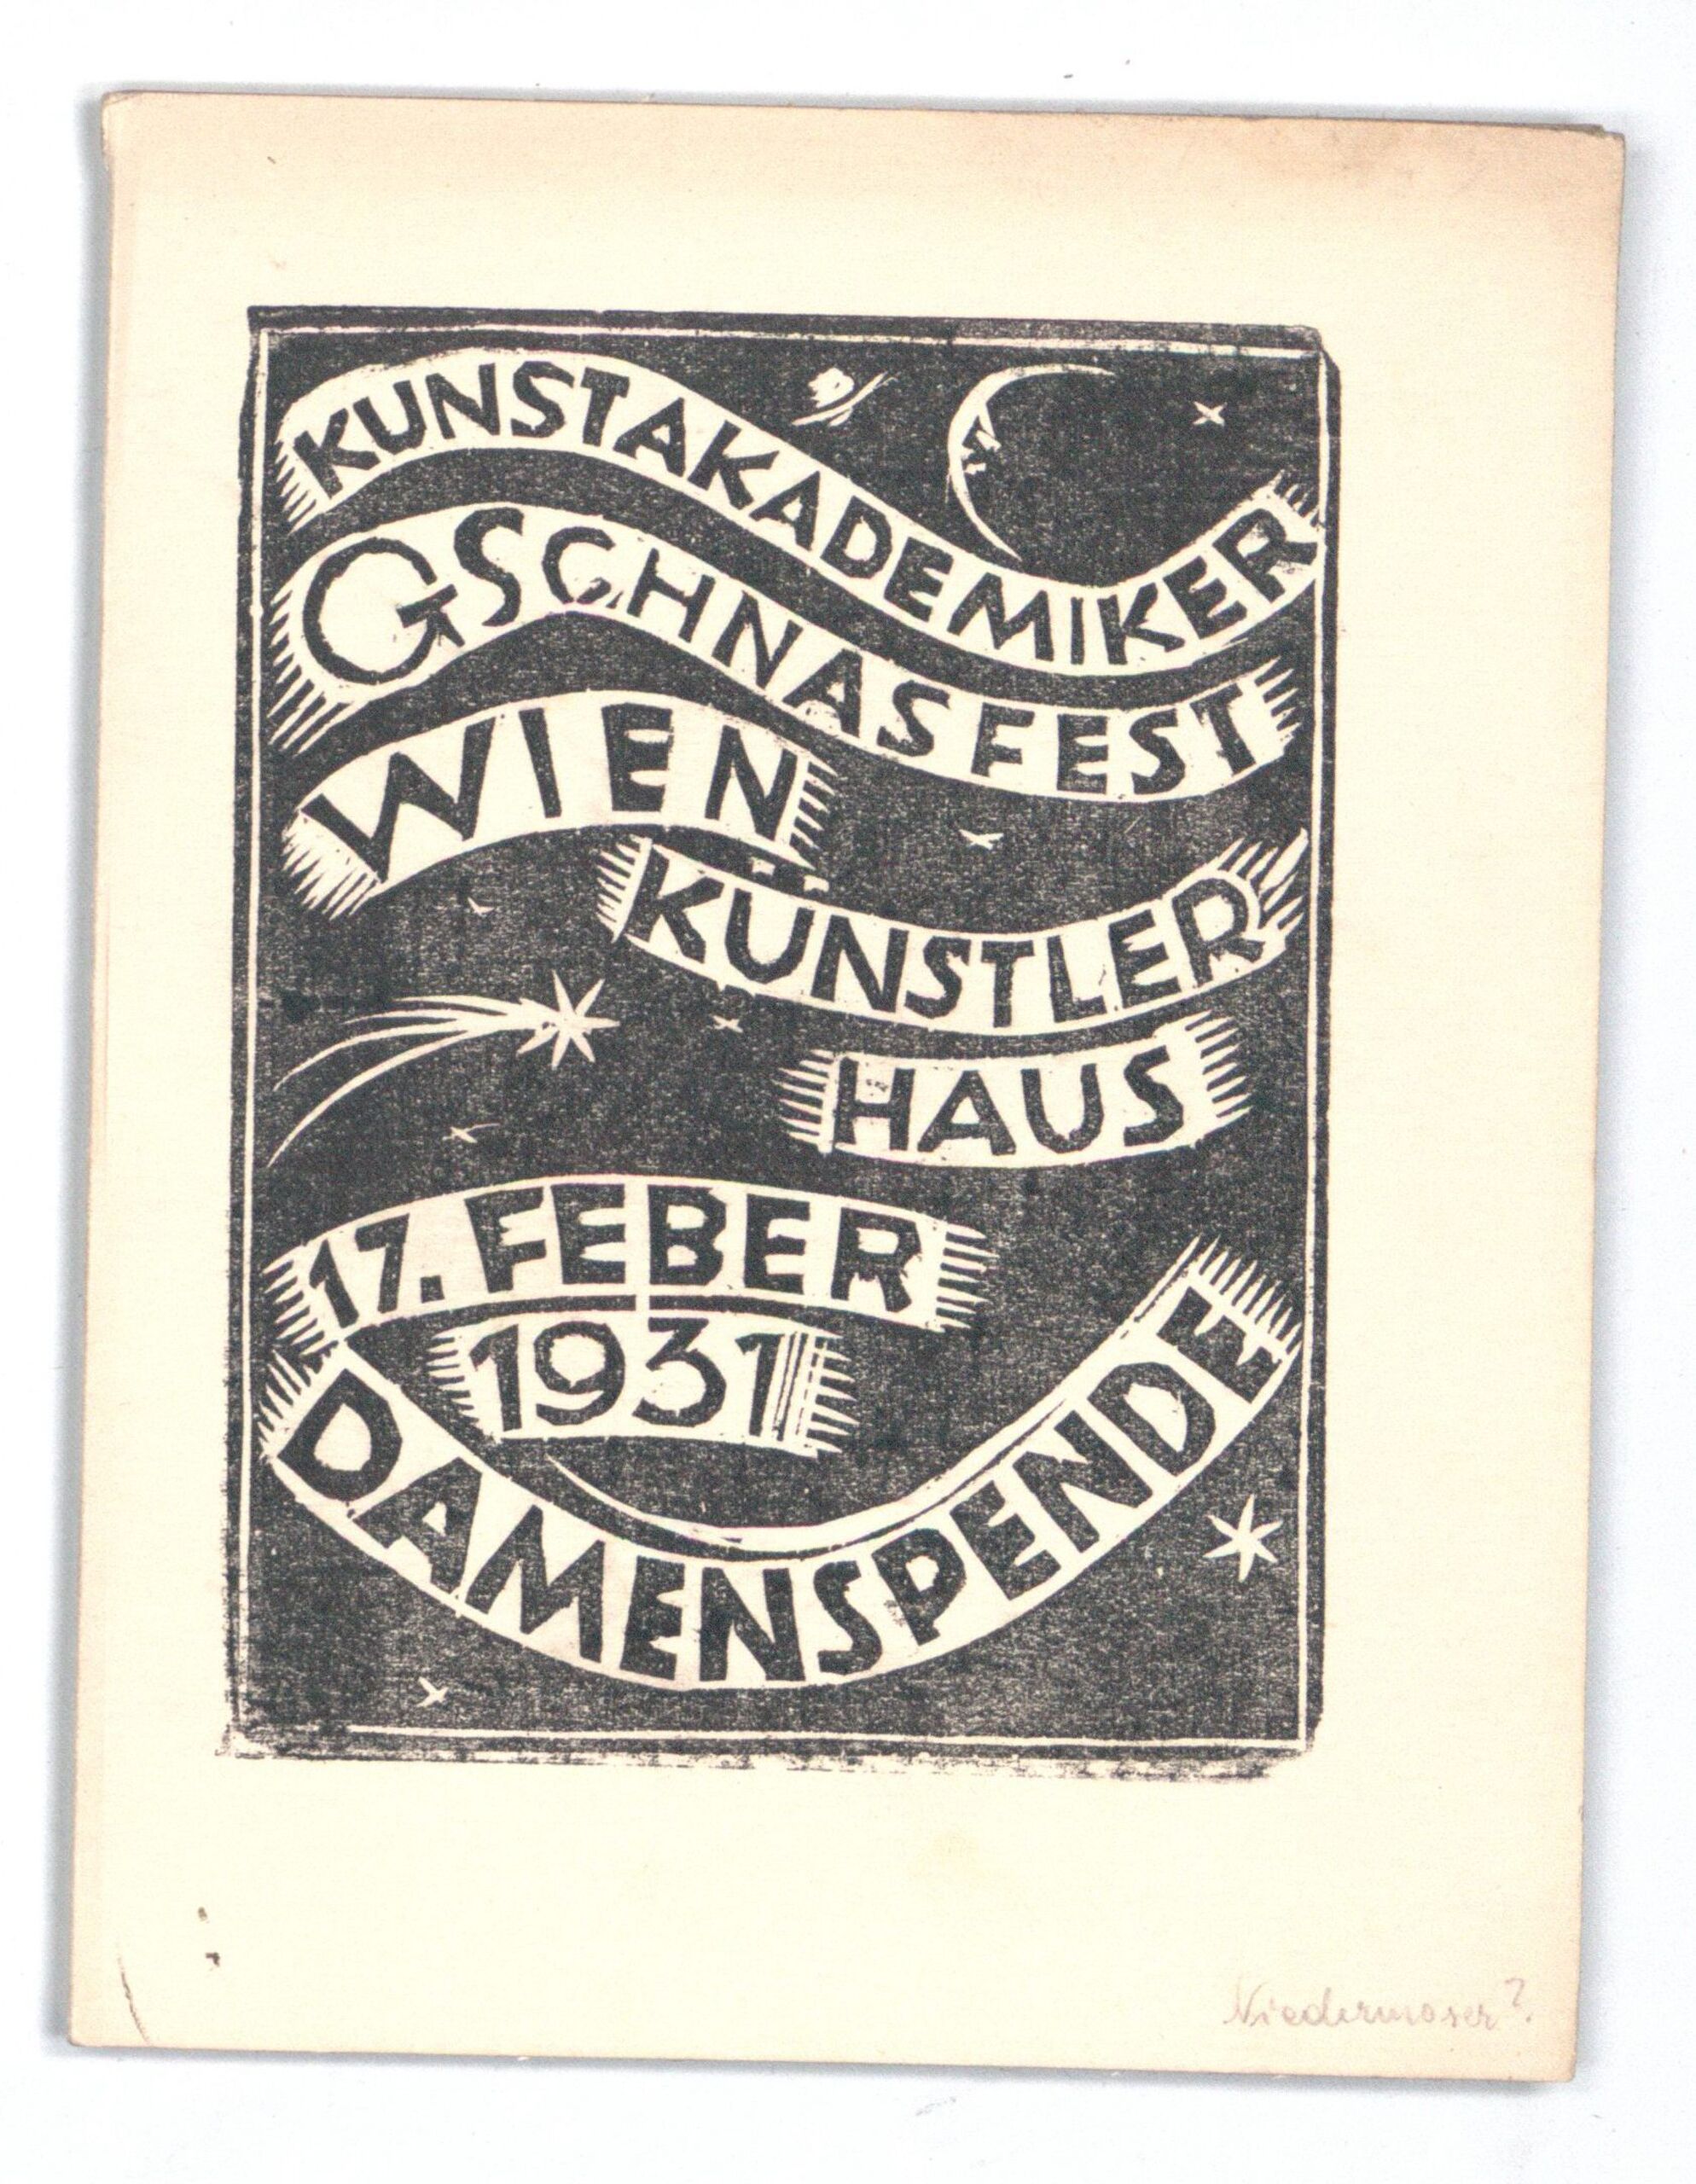 KUNSTAKADEMIKER
GSCHNASFEST
WIEN
KÜNSTLER
HAUS
17. FEBER
1931
DAMENSPENDE
Niedermoser?